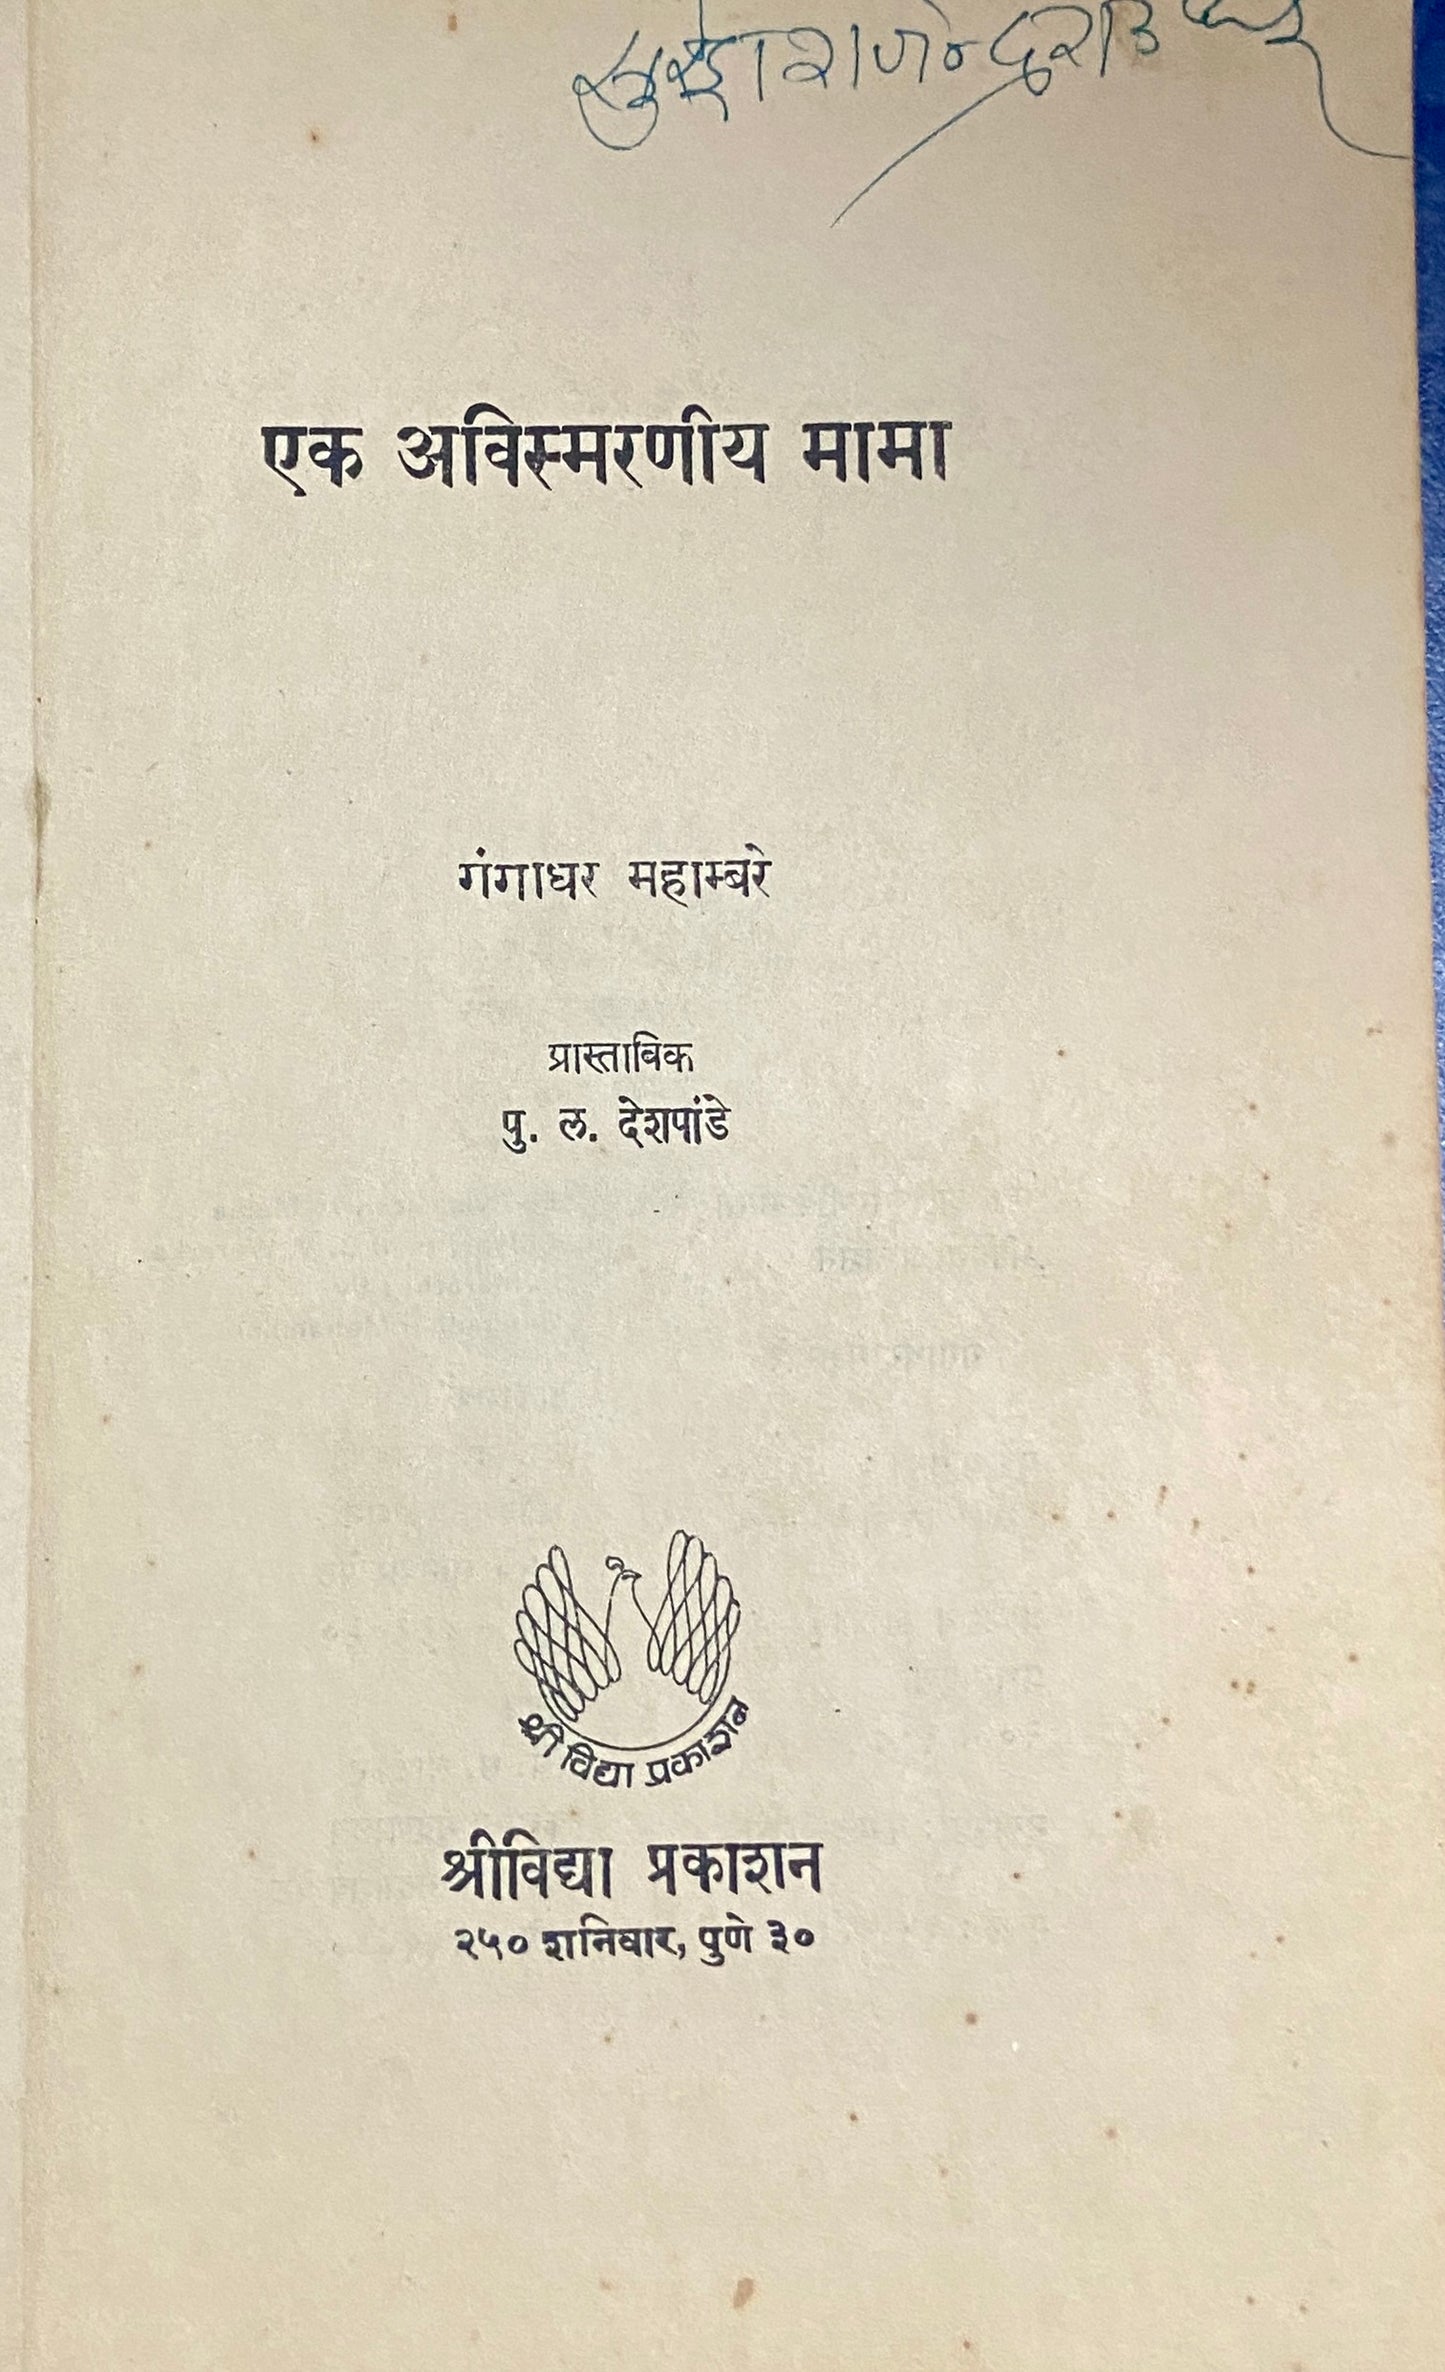 एक अविस्मरणीय मामा
गंगाधर महाम्बरे
प्रास्ताविक
पु. ल. देशपांडे
श्री विद्या प्रकाशन
श्रीविद्या प्रकाशन
२५० शनिवार, पुणे ३०